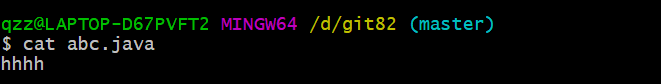 qzz@LAPTOP-D67PVFT2 MINGW64 /d/git82 (master)
$ cat abc.java
hhhh